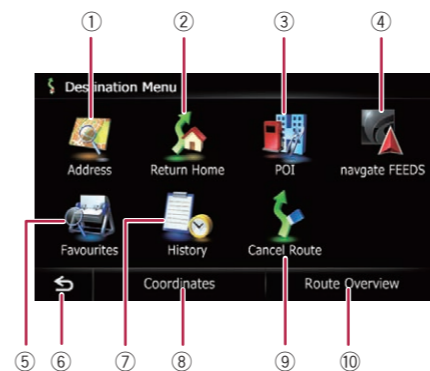 ① ② ③ ④
Destination Menu
Address Return Home POI navgate FEEDS
Favourites History Cancel Route
Coordinates Route Overview
⑤ ⑥ ⑦ ⑧ ⑨ ⑩